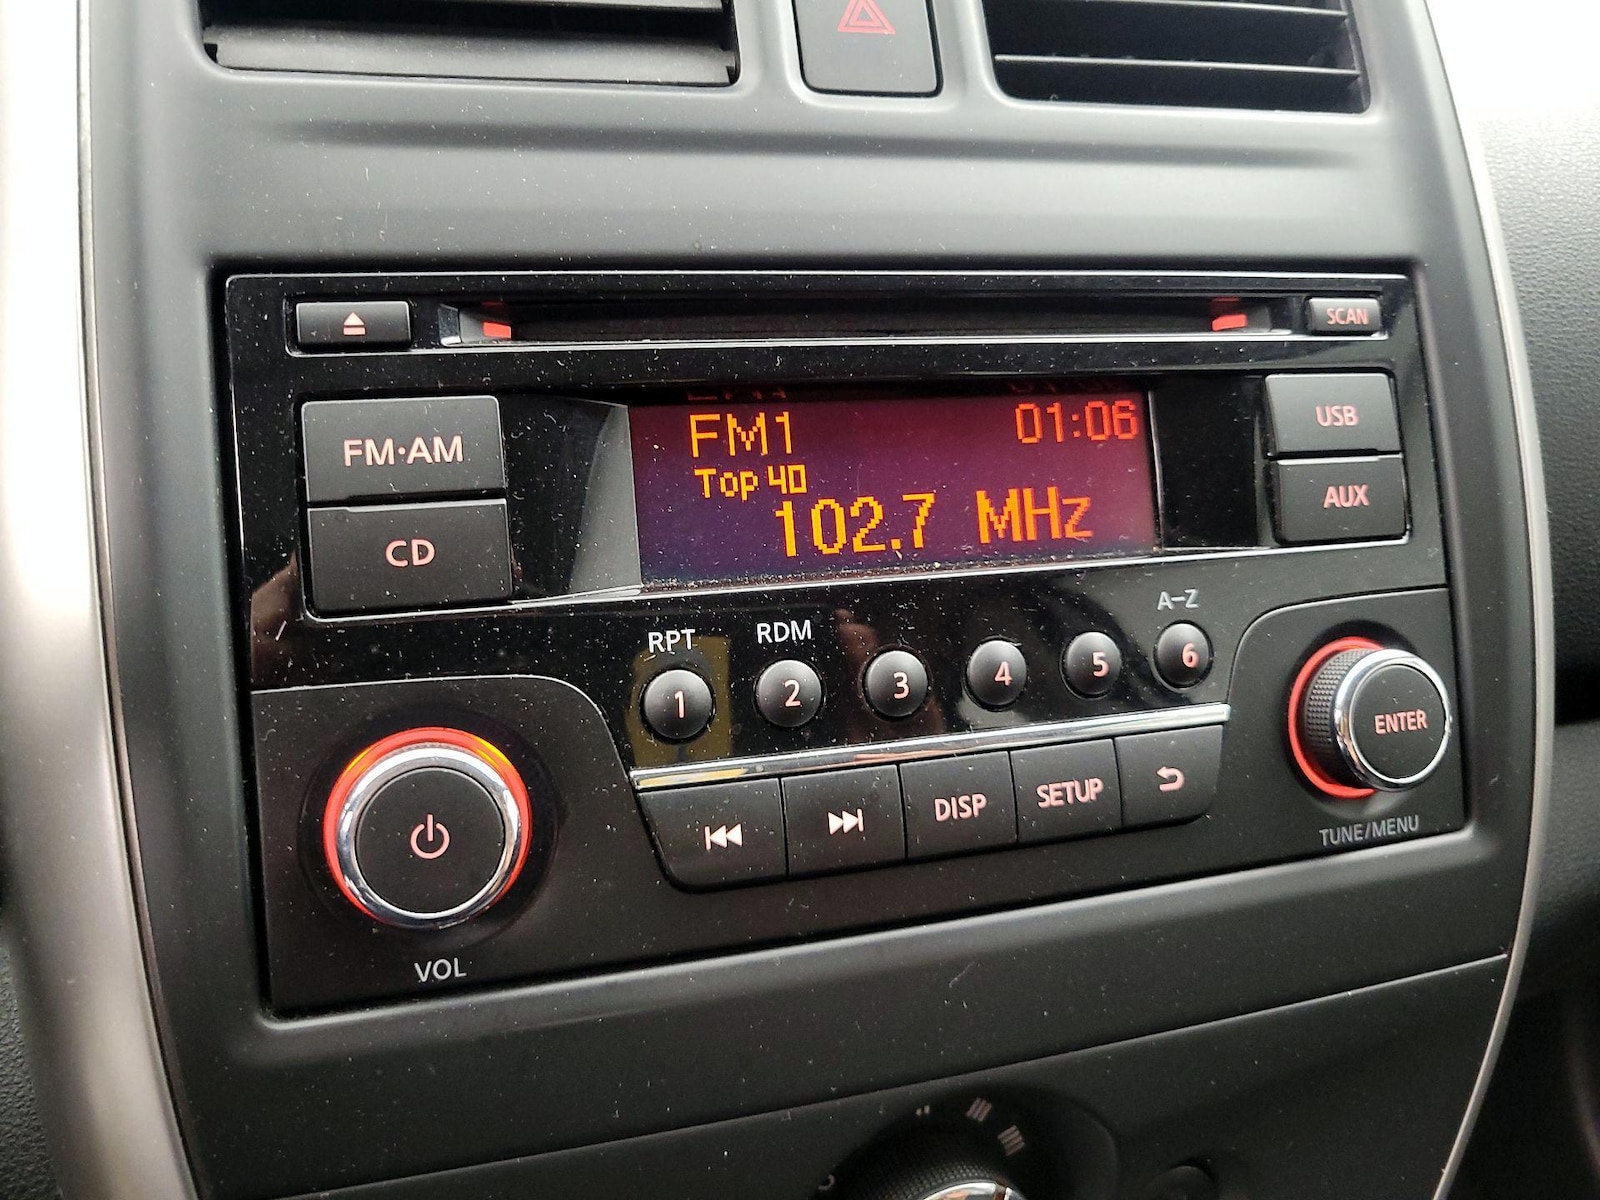 SCAN
FM·AM
CD
FM1 01:06
Top 40
102.7 MHz
USB
AUX
RPT RDM A-Z
1 2 3 4 5 6
DISP SETUP
ENTER
TUNE/MENU
VOL